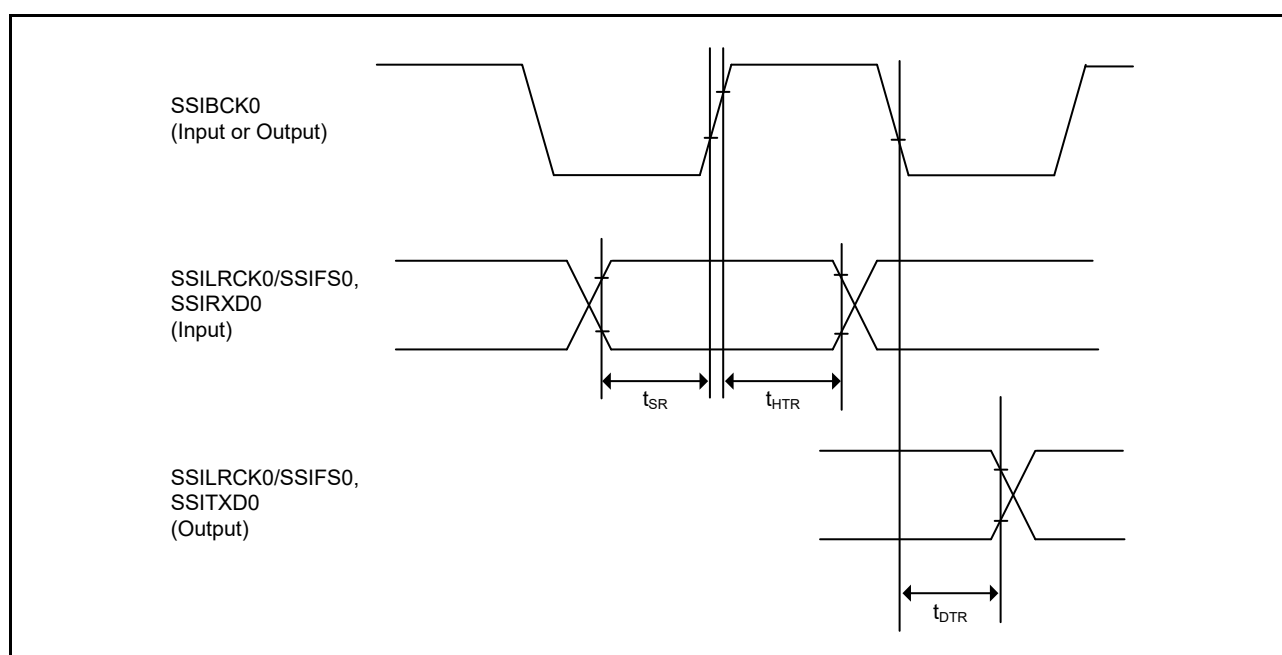 SSIBCK0
(Input or Output)
SSILRCK0/SSIFS0,
SSIRXD0
(Input)
tSR
tHTR
SSILRCK0/SSIFS0,
SSITXD0
(Output)
tDTR